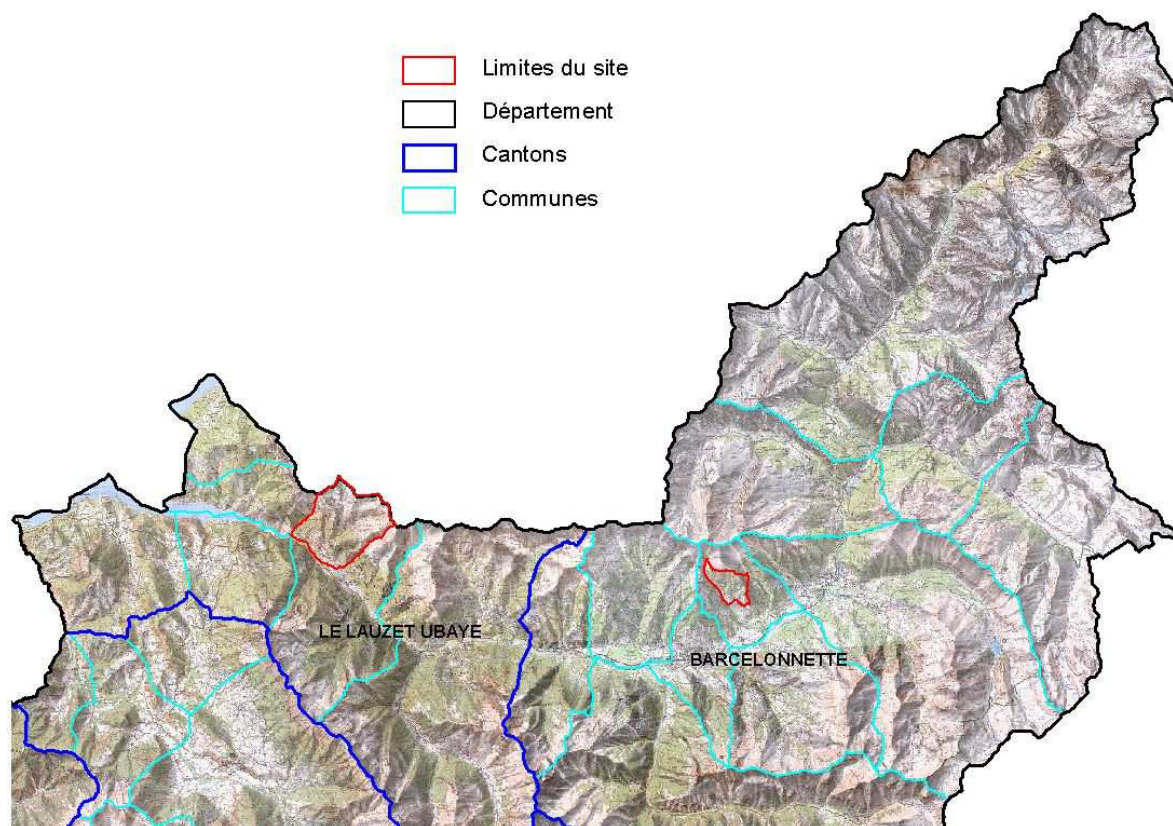 Limites du site
Département
Cantons
Communes
LE LAUZET UBAYE
BARCELONNETTE